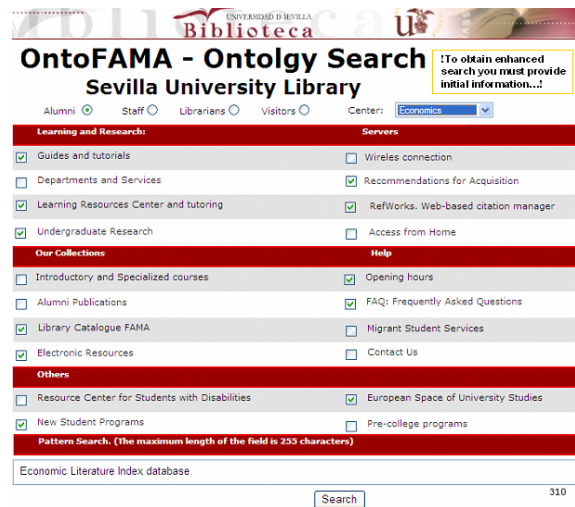 UNIVERSIDAD D SEVILLA
Biblioteca
OntoFAMA - Ontolgy Search
Sevilla University Library
!To obtain enhanced
search you must provide
initial information...!
Alumni Staff Librarians Visitors Center: Economics
Learning and Research: Servers
Guides and tutorials Wireles connection
Departments and Services Recommendations for Acquisition
Learning Resources Center and tutoring RefWorks. Web-based citation manager
Undergraduate Research Access from Home
Our Collections Help
Introductory and Specialized courses Opening hours
Alumni Publications FAQ: Frequently Asked Questions
Library Catalogue FAMA Migrant Student Services
Electronic Resources Contact Us
Others
Resource Center for Students with Disabilities European Space of University Studies
New Student Programs Pre-college programs
Pattern Search. (The maximum length of the field is 255 characters)
Economic Literature Index database
Search 310